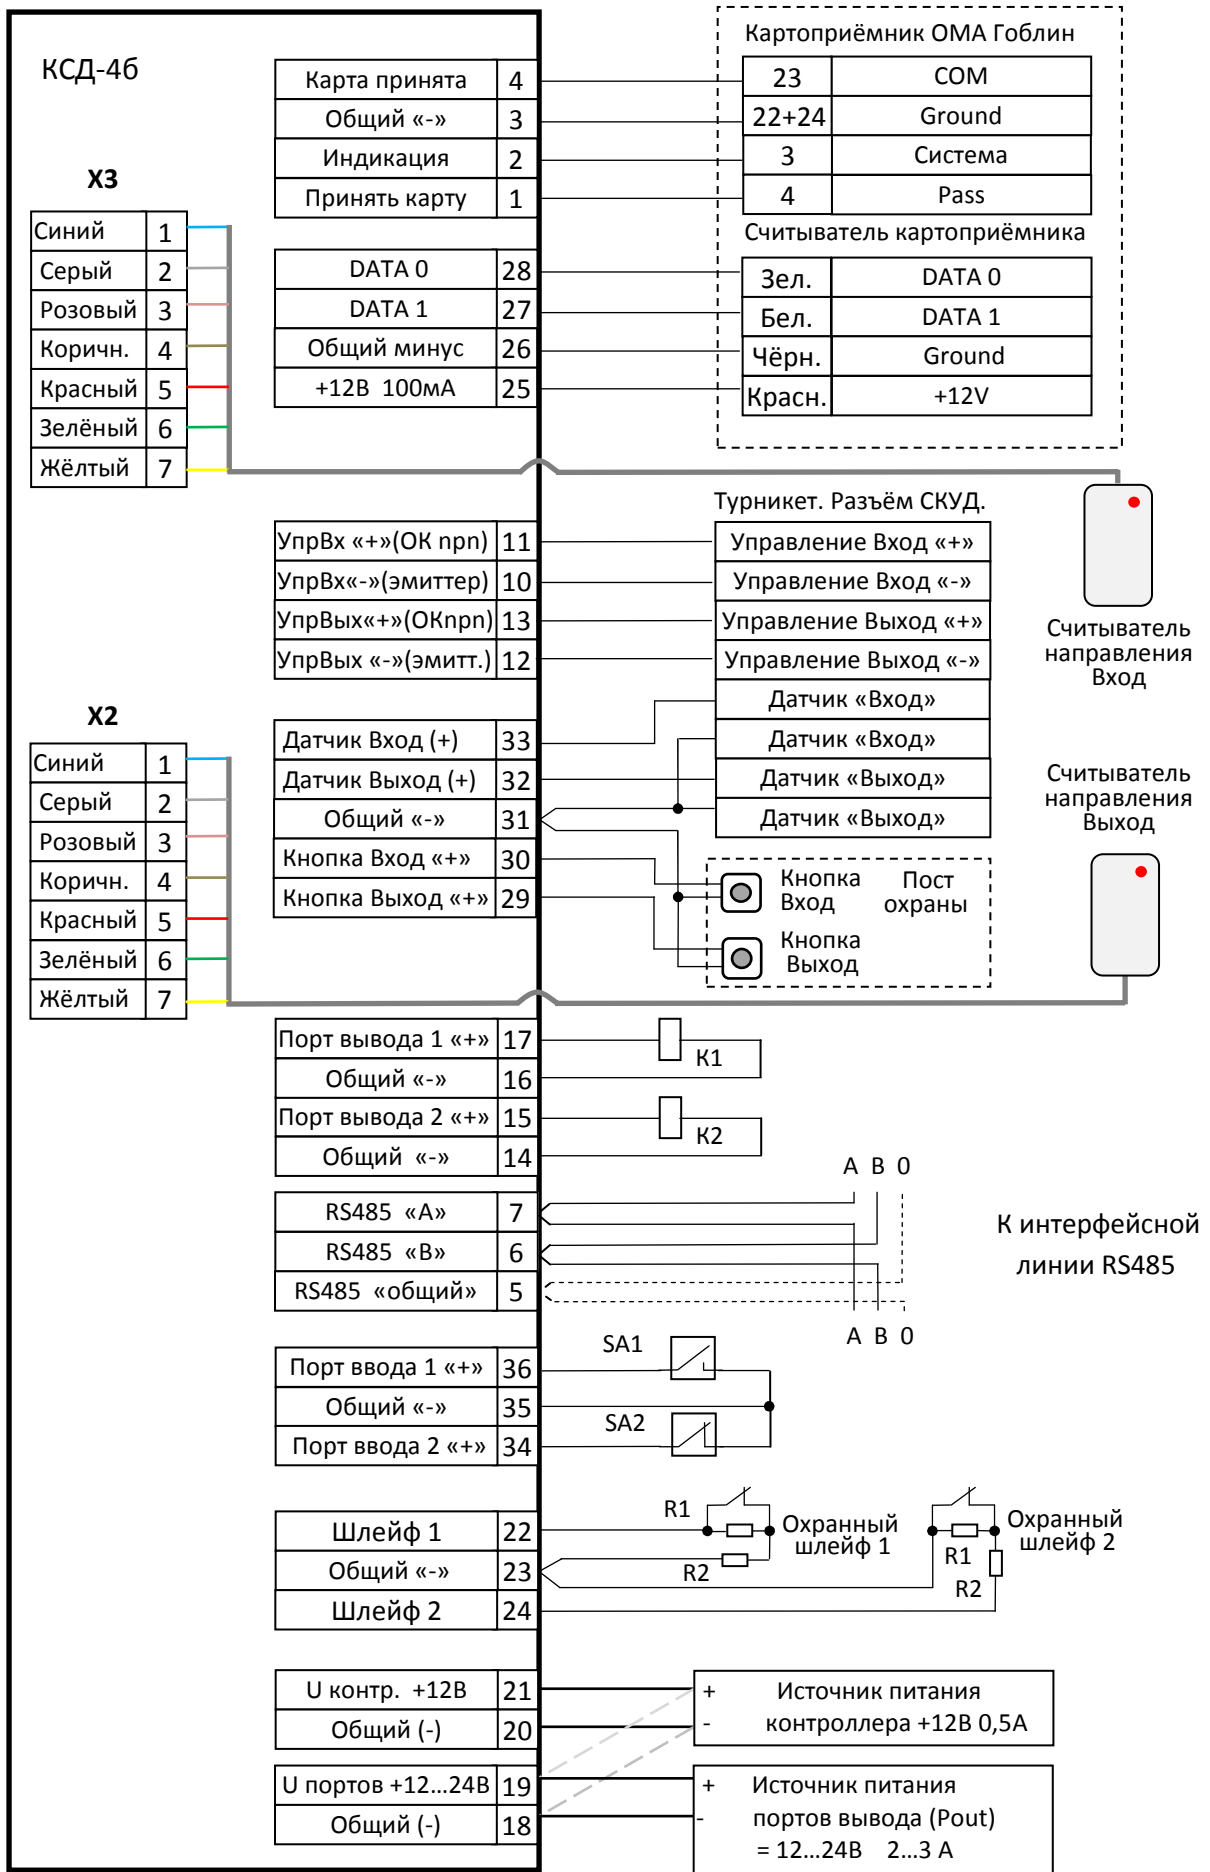 КСД-4б
Картоприёмник ОМА Гоблин
Карта принята 4
Общий «-» 3
Индикация 2
Принять карту 1
23 COM
22+24 Ground
3 Система
4 Pass
Считыватель картоприёмника
X3
Синий 1
Серый 2
Розовый 3
Коричн. 4
Красный 5
Зелёный 6
Жёлтый 7
DATA 0 28
DATA 1 27
Общий минус 26
+12В 100мА 25
Зел. DATA 0
Бел. DATA 1
Чёрн. Ground
Красн. +12V
Турникет. Разъём СКУД.
УпрВх «+»(ОК npn) 11
УпрВх«-»(эмиттер) 10
УпрВых«+»(ОКnpn) 13
УпрВых «-»(эмитт.) 12
Управление Вход «+»
Управление Вход «-»
Управление Выход «+»
Управление Выход «-»
Датчик «Вход»
Датчик «Вход»
Датчик «Выход»
Датчик «Выход»
Считыватель
направления
Вход
X2
Синий 1
Серый 2
Розовый 3
Коричн. 4
Красный 5
Зелёный 6
Жёлтый 7
Датчик Вход (+) 33
Датчик Выход (+) 32
Общий «-» 31
Кнопка Вход «+» 30
Кнопка Выход «+» 29
Считыватель
направления
Выход
Кнопка
Вход
Пост
охраны
Кнопка
Выход
Порт вывода 1 «+» 17
Общий «-» 16
Порт вывода 2 «+» 15
Общий «-» 14
К1
К2
А В 0
RS485 «А» 7
RS485 «В» 6
RS485 «общий» 5
К интерфейсной
линии RS485
А В 0
Порт ввода 1 «+» 36
Общий «-» 35
Порт ввода 2 «+» 34
SA1
SA2
Шлейф 1 22
Общий «-» 23
Шлейф 2 24
R1
R2
Охранный
шлейф 1
R1
R2
Охранный
шлейф 2
U контр. +12В 21
Общий (-) 20
+ Источник питания
- контроллера +12В 0,5А
U портов +12...24В 19
Общий (-) 18
+ Источник питания
- портов вывода (Pout)
= 12...24В 2...3 А